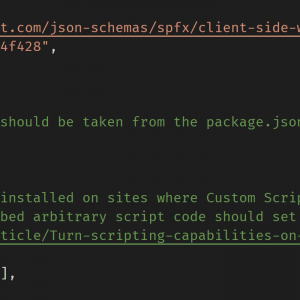 t.com/json-schemas/spfx/client-side-w
4f428",
should be taken from the package.json
installed on sites where Custom Scrip
bed arbitrary script code should set
ticle/Turn-scripting-capabilities-on-
],